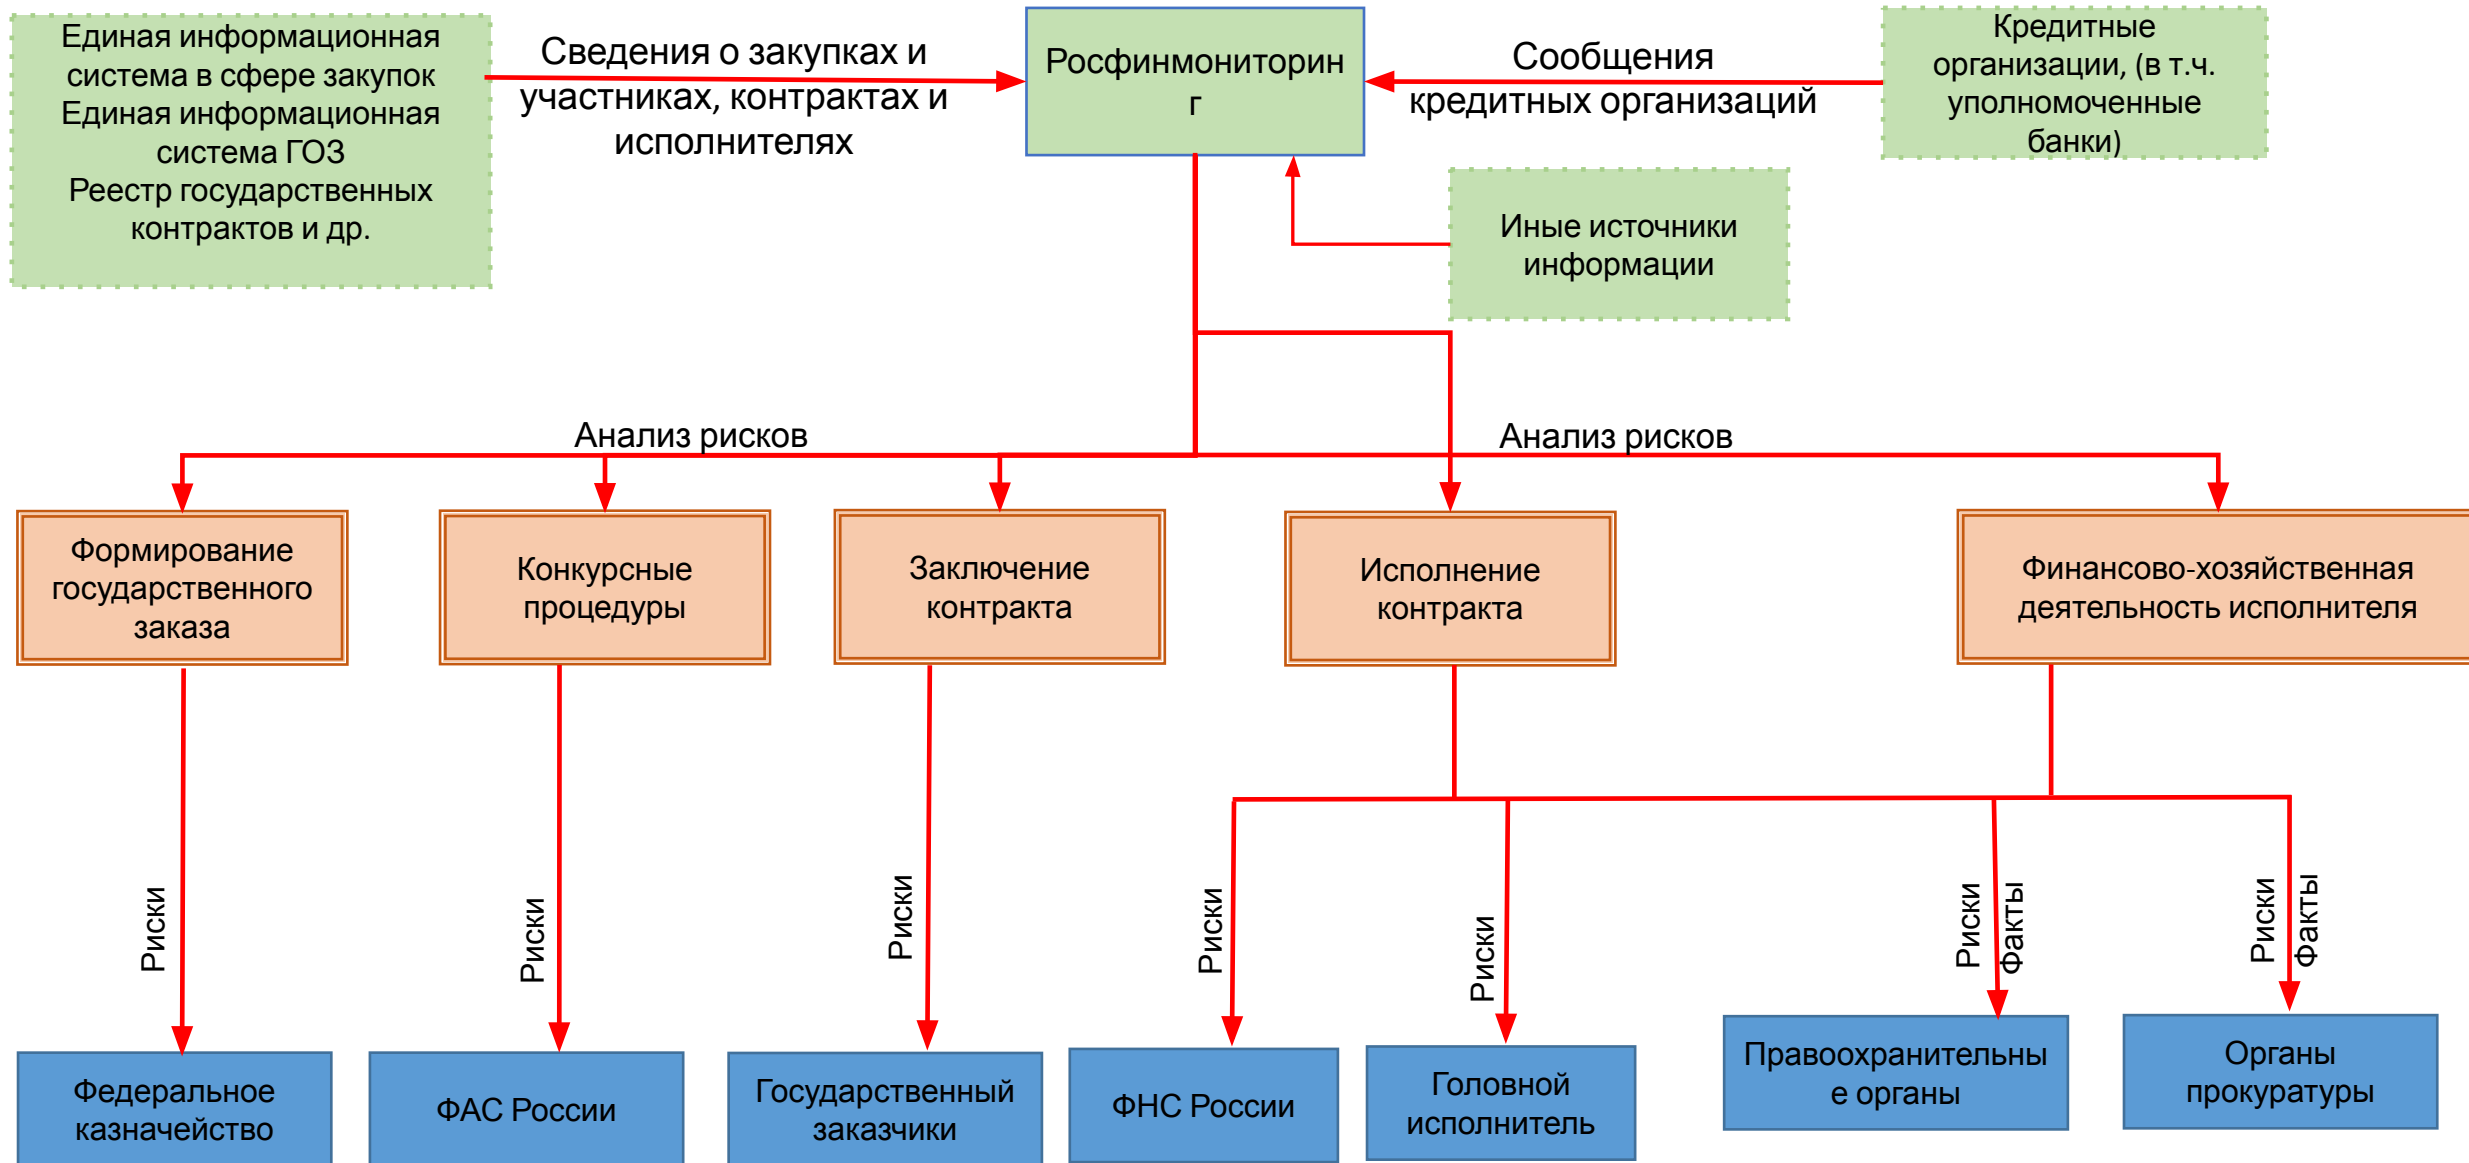 Единая информационная
система в сфере закупок
Единая информационная
система ГОЗ
Реестр государственных
контрактов и др.
Сведения о закупках и
участниках, контрактах и
исполнителях
Росфинмониторин
г
Сообщения
кредитных организаций
Кредитные
организации, (в т.ч.
уполномоченные
банки)
Иные источники
информации
Анализ рисков
Анализ рисков
Формирование
государственного
заказа
Конкурсные
процедуры
Заключение
контракта
Исполнение
контракта
Финансово-хозяйственная
деятельность исполнителя
Риски
Риски
Риски
Риски
Риски
Риски
Факты
Риски
Факты
Федеральное
казначейство
ФАС России
Государственный
заказчики
ФНС России
Головной
исполнитель
Правоохранительны
е органы
Органы
прокуратуры